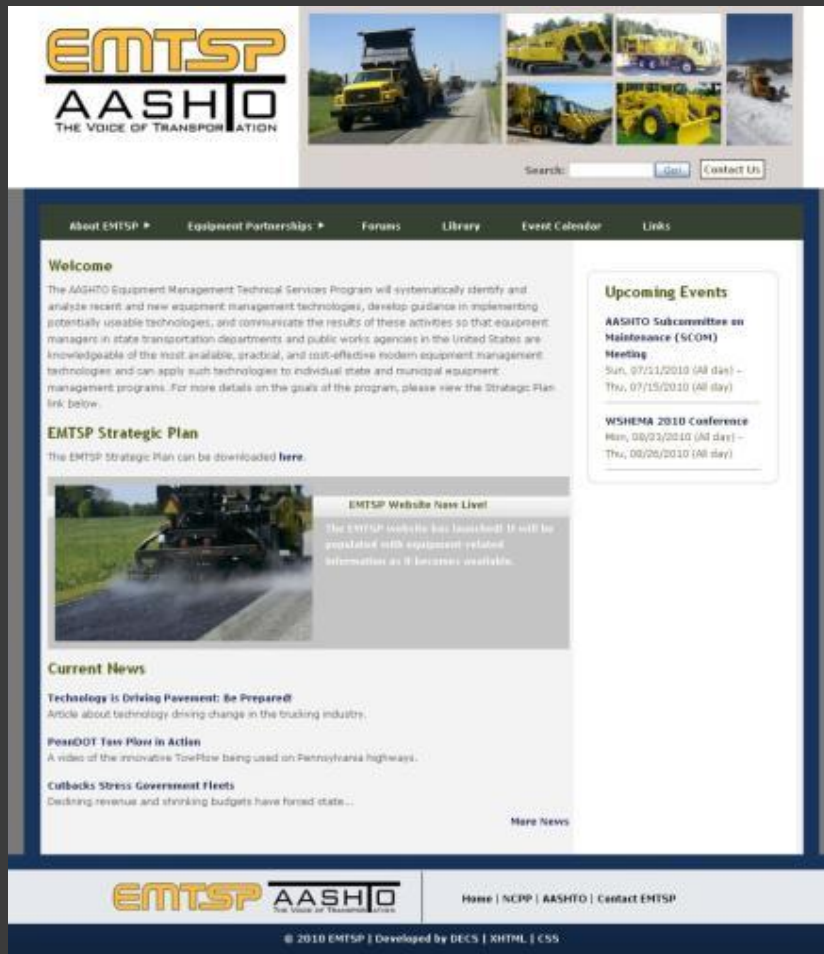 EMTSP
AASHTO
THE VOICE OF TRANSPORTATION
Search:
Go!
Contact Us
About EMTSP ▶
Equipment Partnerships ▶
Forums
Library
Event Calendar
Links
Welcome
The AASHTO Equipment Management Technical Services Program will systematically identify and
analyze recent and new equipment management technologies, develop guidance in implementing
potentially useable technologies, and communicate the results of these activities so that equipment
managers in state transportation departments and public works agencies in the United States are
knowledgeable of the most available, practical, and cost-effective modern equipment management
technologies and can apply such technologies to individual state and municipal equipment
management programs. For more details on the goals of the program, please view the Strategic Plan
link below.
EMTSP Strategic Plan
The EMTSP Strategic Plan can be downloaded here.
EMTSP Website Now Live!
The EMTSP website has launched! It will be
populated with equipment-related
information as it becomes available.
Current News
Technology is Driving Pavement: Be Prepared!
Article about technology driving change in the trucking industry.
PennDOT Tow Plow in Action
A video of the innovative TowPlow being used on Pennsylvania highways.
Cutbacks Stress Government Fleets
Declining revenue and shrinking budgets have forced state...
More News
Upcoming Events
AASHTO Subcommittee on
Maintenance (SCOM)
Meeting
Sun, 07/11/2010 (All day) –
Thu, 07/15/2010 (All day)
WSHEMA 2010 Conference
Mon, (All day) –
Thu, 08/26/2010 (All day)
EMTSP AASHTO
THE VOICE OF TRANSPORTATION
Home | NCPP | AASHTO | Contact EMTSP
© 2010 EMTSP | Developed by DECS | XHTML | CSS